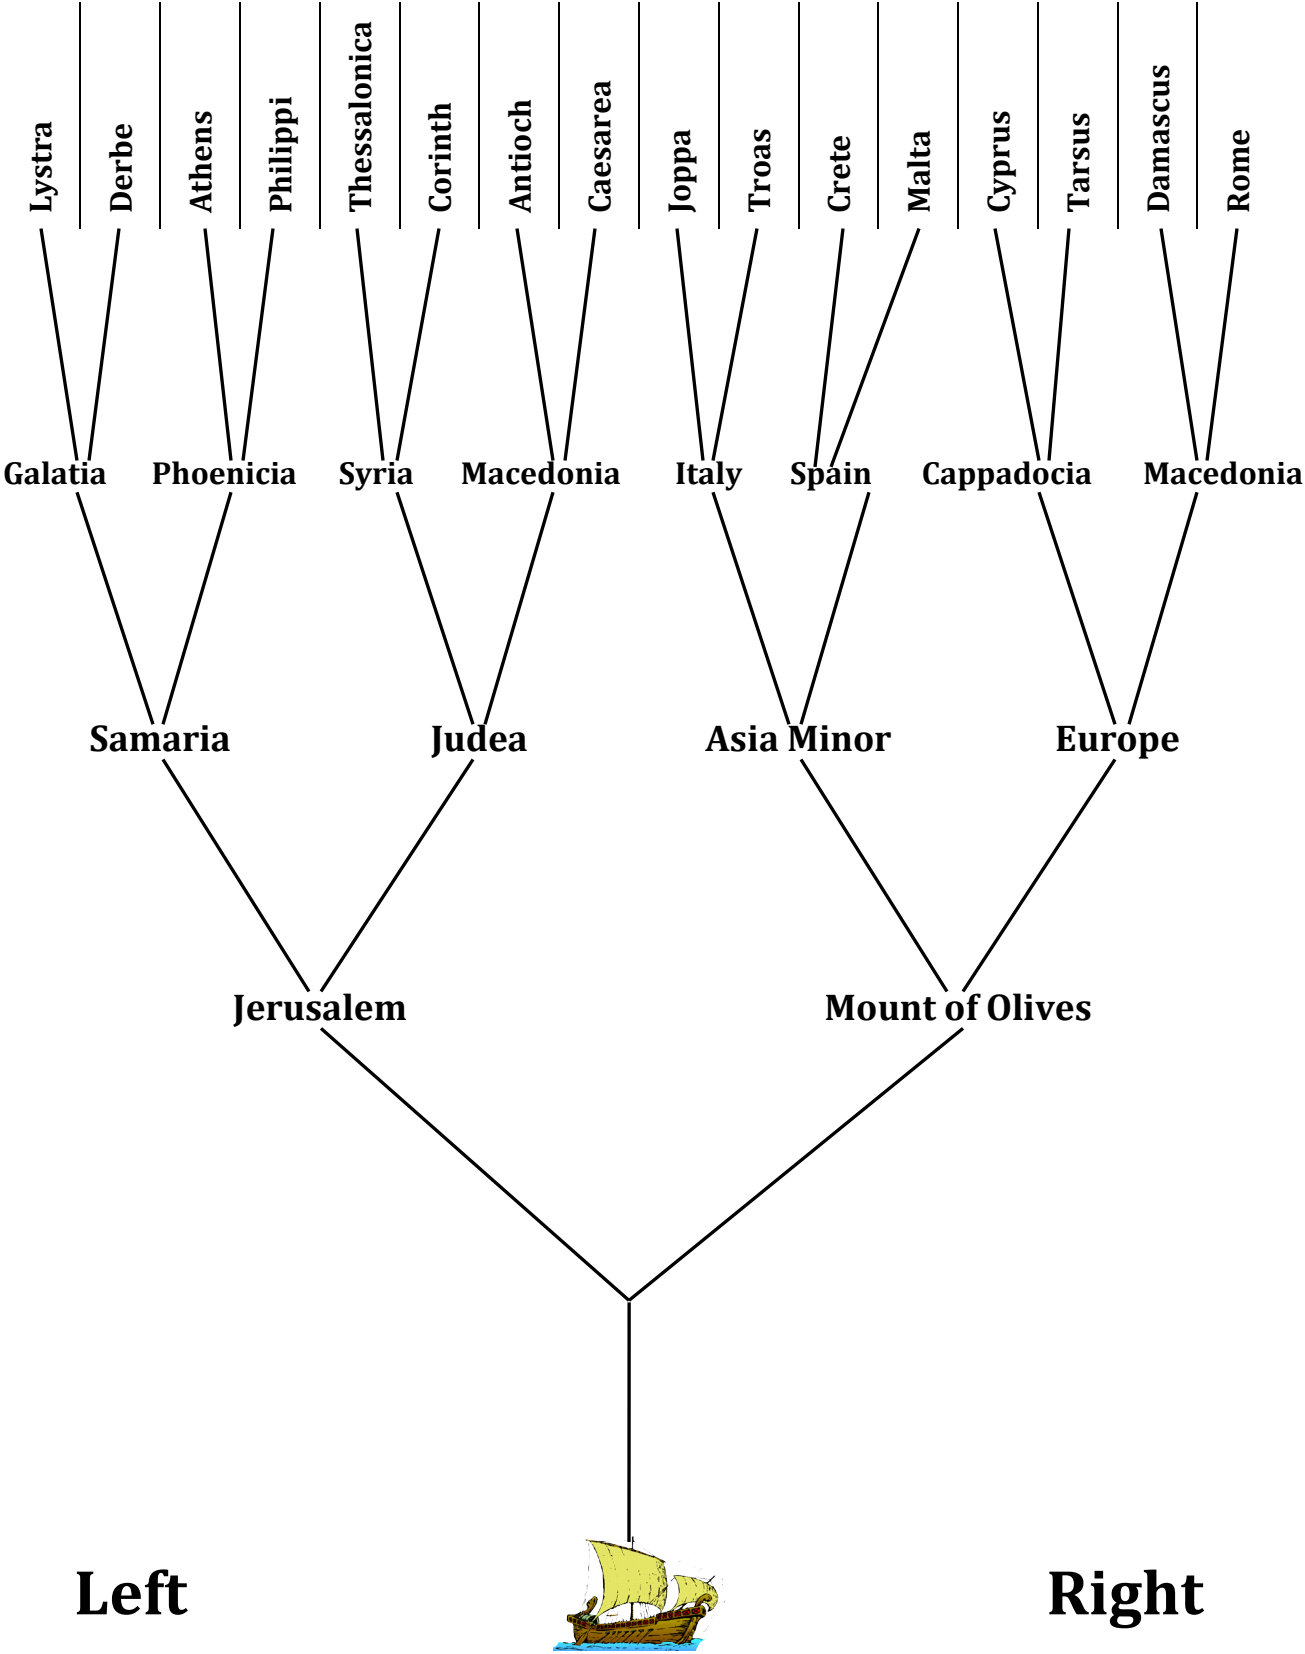 Lystra
Derbe
Athens
Philippi
Thessalonica
Corinth
Antioch
Caesarea
Joppa
Troas
Crete
Malta
Cyprus
Tarsus
Damascus
Rome
Galatia
Phoenicia
Syria
Macedonia
Italy
Spain
Cappadocia
Macedonia
Samaria
Judea
Asia Minor
Europe
Jerusalem
Mount of Olives
Left
Right